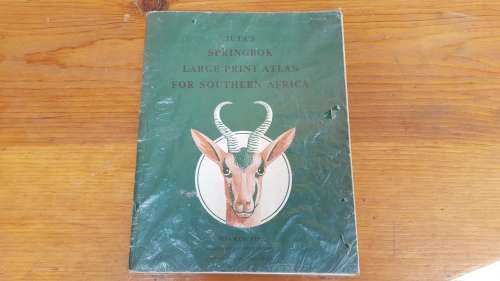 JUTA'S
SPRINGBOK
LARGE PRINT ATLAS
FOR SOUTHERN AFRICA